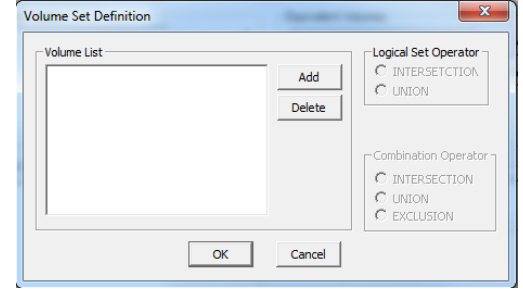 Volume Set Definition
Volume List
Add
Delete
Logical Set Operator
INTERSETCTION
UNION
Combination Operator
INTERSECTION
UNION
EXCLUSION
OK
Cancel